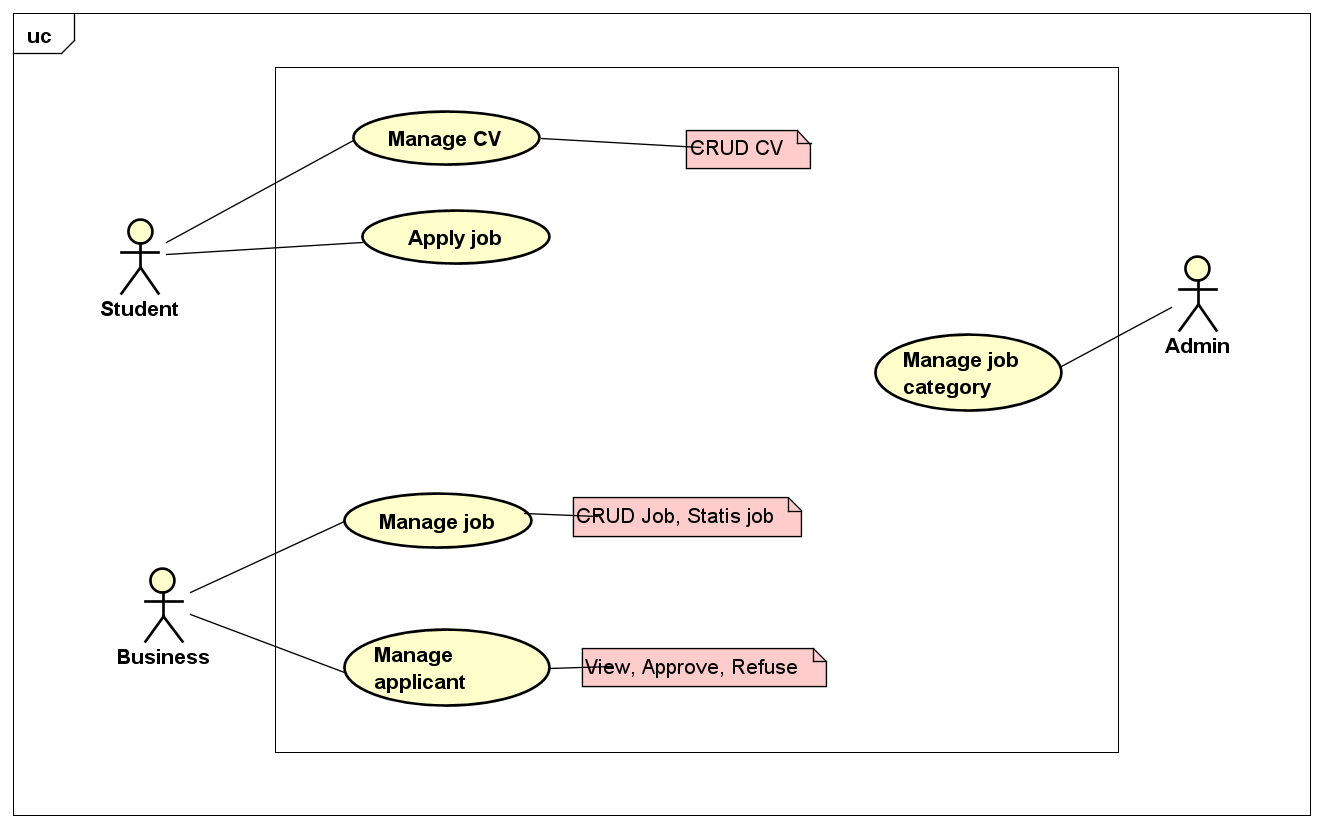 uc
Manage CV
CRUD CV
Apply job
Student
Admin
Manage job
category
Manage job
CRUD Job, Statis job
Business
Manage
applicant
View, Approve, Refuse